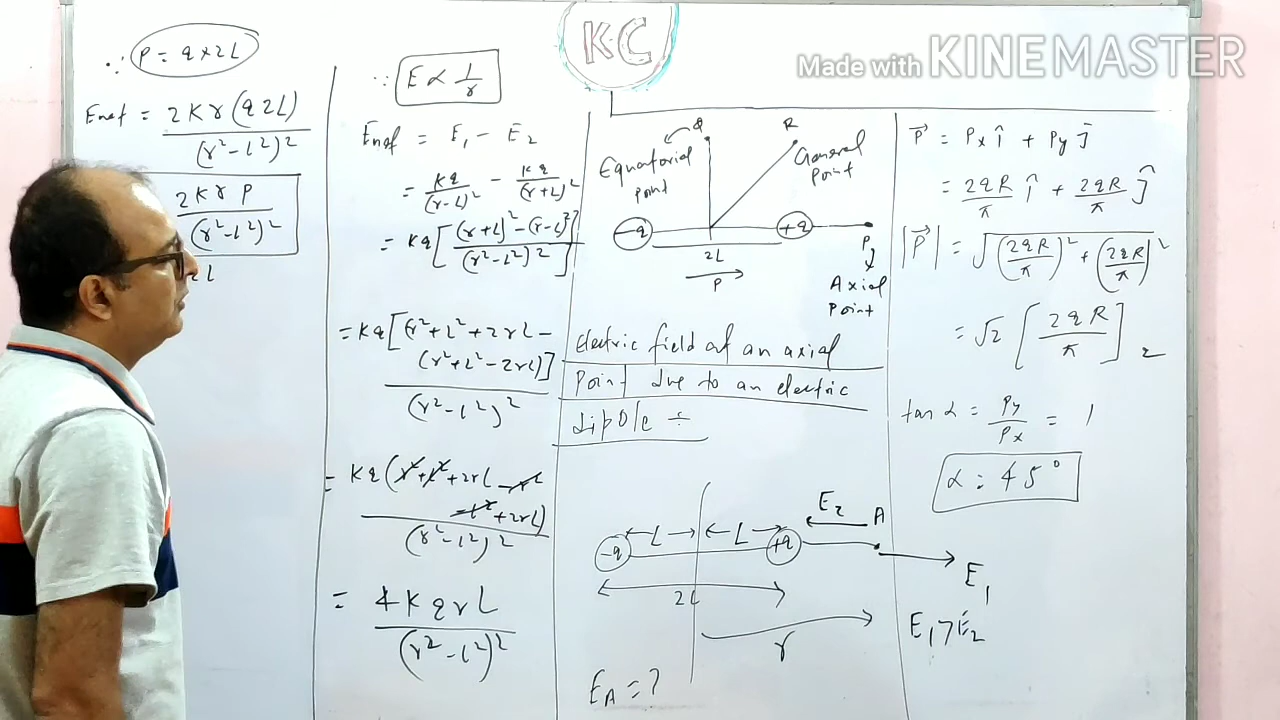 KC
Made with KINEMASTER
∵ P = q × 2L
Enet = 2Kr(q2L) / (r²-L²)²
2Krp / (r²-L²)²
2L
∵ E ∝ 1/r
Enet = E₁ - E₂
= Kq/(r-L)² - Kq/(r+L)²
= Kq[(r+L)² - (r-L)² / (r²-L²)²]
= Kq[(r²+L²+2rL -
(r²+L²-2rL)]
(r²-L²)²
= Kq(r²+L²+2rL - r²
-L²+2rL)
(r²-L²)²
= 4KqrL
(r²-L²)²
Equatorial
point
R
General
point
-q
+q
2L
P
P
Axial
Point
Electric field at an axial
Point due to an electric
dipole ÷
E₂
A
-q
L
L
+q
E₁
2L
r
E_A = ?
P⃗ = Px î + Py ĵ
= 2qR/π î + 2qR/π ĵ
|P⃗| = √((2qR/π)² + (2qR/π)²)
= √2 [2qR/π]
2
tan α = Py/Px = 1
α = 45°
E₁ > E₂